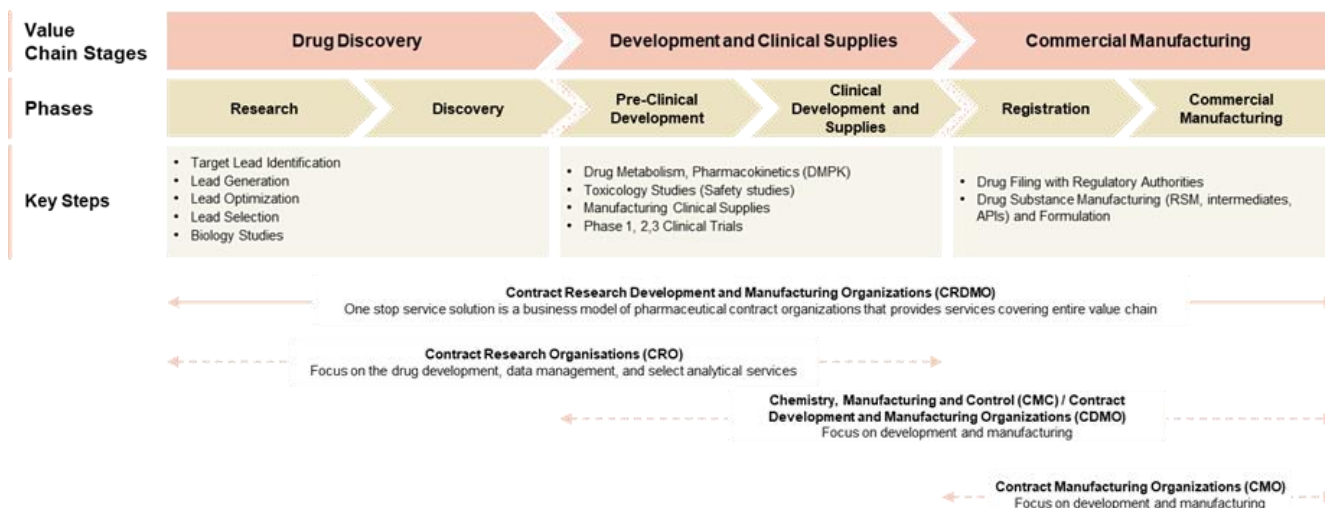 Value
Chain Stages
Drug Discovery
Development and Clinical Supplies
Commercial Manufacturing
Phases
Research
Discovery
Pre-Clinical
Development
Clinical
Development and
Supplies
Registration
Commercial
Manufacturing
Key Steps
• Target Lead Identification
• Lead Generation
• Lead Optimization
• Lead Selection
• Biology Studies
• Drug Metabolism, Pharmacokinetics (DMPK)
• Toxicology Studies (Safety studies)
• Manufacturing Clinical Supplies
• Phase 1, 2,3 Clinical Trials
• Drug Filing with Regulatory Authorities
• Drug Substance Manufacturing (RSM, intermediates,
APIs) and Formulation
Contract Research Development and Manufacturing Organizations (CRDMO)
One stop service solution is a business model of pharmaceutical contract organizations that provides services covering entire value chain
Contract Research Organisations (CRO)
Focus on the drug development, data management, and select analytical services
Chemistry, Manufacturing and Control (CMC) / Contract
Development and Manufacturing Organizations (CDMO)
Focus on development and manufacturing
Contract Manufacturing Organizations (CMO)
Focus on development and manufacturing